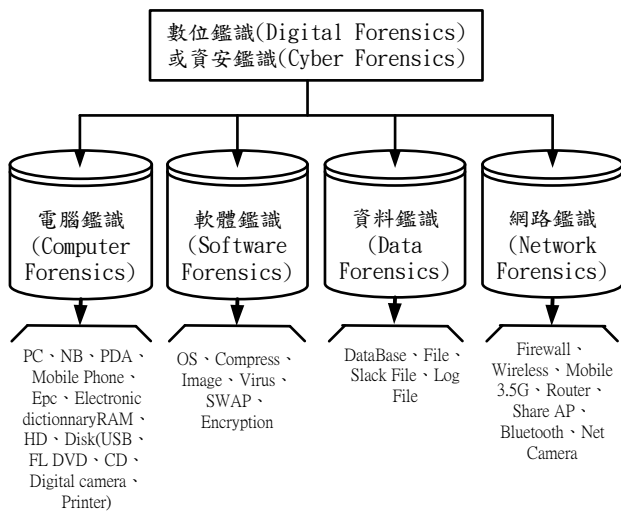 數位鑑識(Digital Forensics)
或資安鑑識(Cyber Forensics)
電腦鑑識
(Computer
Forensics)
軟體鑑識
(Software
Forensics)
資料鑑識
(Data
Forensics)
網路鑑識
(Network
Forensics)
PC、NB、PDA、
Mobile Phone、
Epc、Electronic
dictionnaryRAM、
HD、Disk(USB、
FL DVD、CD、
Digital camera、
Printer)
OS、Compress、
Image、Virus、
SWAP、
Encryption
DataBase、File、
Slack File、Log
File
Firewall、
Wireless、Mobile
3.5G、Router、
Share AP、
Bluetooth、Net
Camera